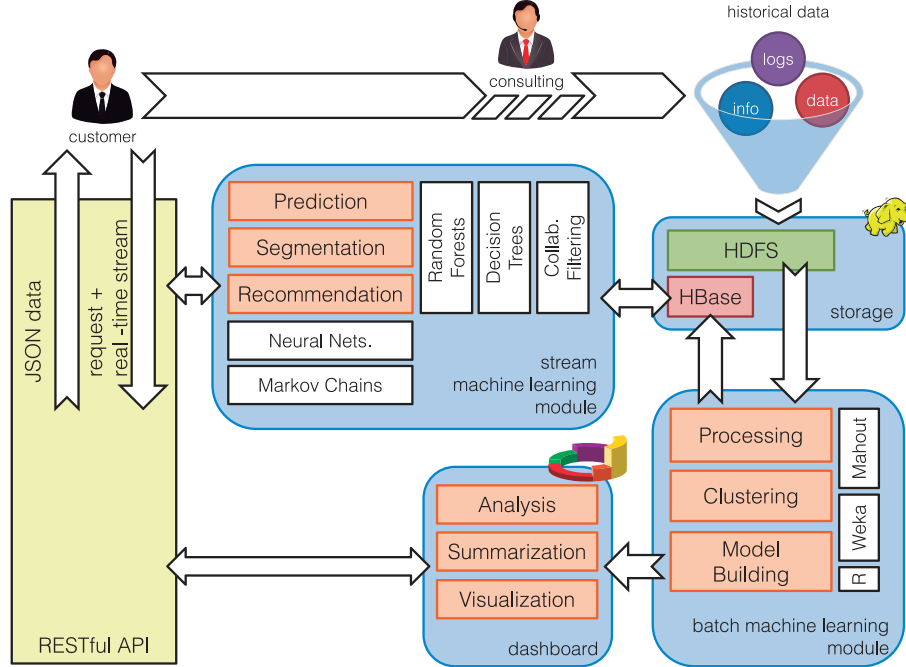 historical data
logs
info
data
consulting
customer
JSON data
request +
real -time stream
RESTful API
Prediction
Segmentation
Recommendation
Neural Nets.
Markov Chains
Random
Forests
Decision
Trees
Collab.
Filtering
stream
machine learning
module
HDFS
HBase
storage
Processing
Clustering
Model
Building
Mahout
Weka
R
batch machine learning
module
Analysis
Summarization
Visualization
dashboard